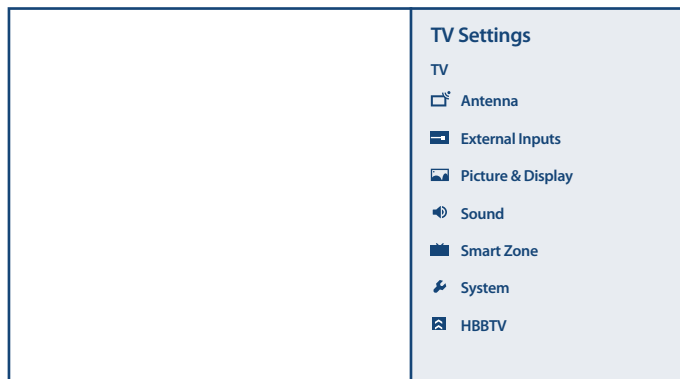 TV Settings
TV
Antenna
External Inputs
Picture & Display
Sound
Smart Zone
System
HBBTV